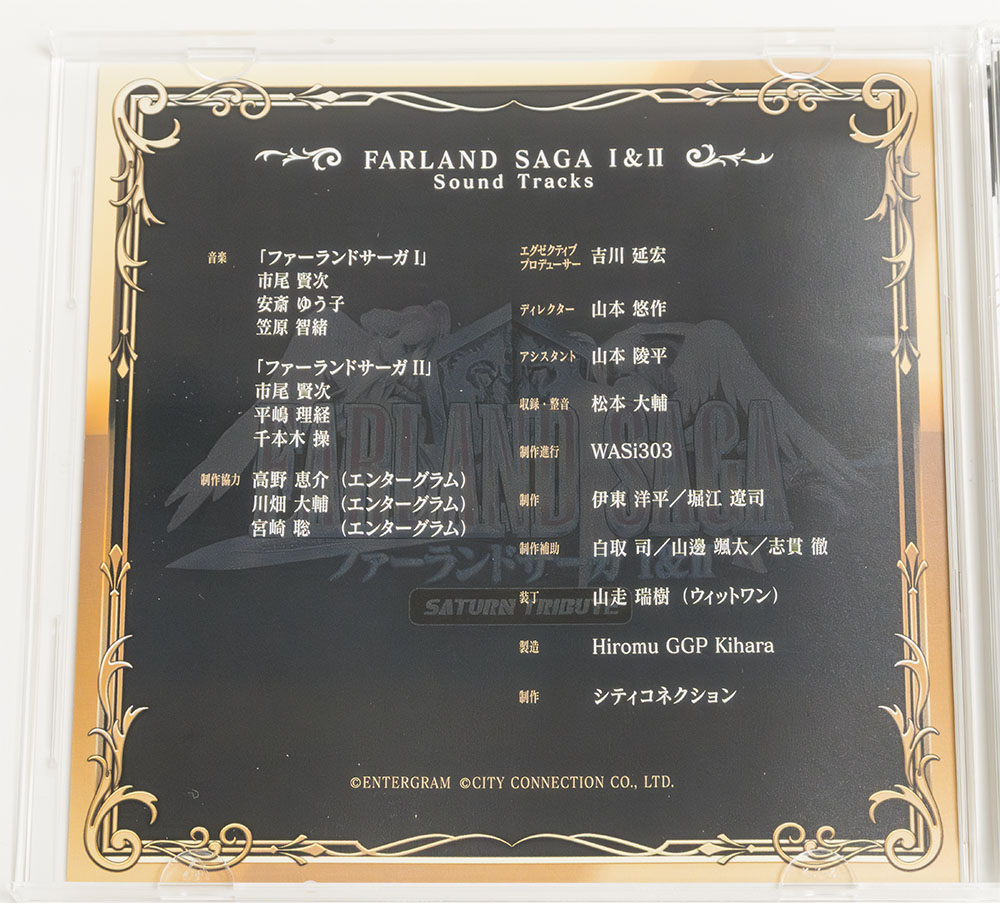 FARLAND SAGA I&II
Sound Tracks
音楽
「ファーランドサーガ I」
市尾 賢次
安斎 ゆう子
笠原 智緒
「ファーランドサーガ II」
市尾 賢次
平嶋 理経
千本木 操
制作協力
高野 恵介（エンターグラム）
川畑 大輔（エンターグラム）
宮崎 聡　（エンターグラム）
エグゼクティブ
プロデューサー
吉川 延宏
ディレクター 山本 悠作
アシスタント 山本 陵平
収録・整音 松本 大輔
制作進行 WASi303
制作 伊東 洋平／堀江 遼司
制作補助 白取 司／山邊 颯太／志貫 徹
装丁 山走 瑞樹（ウィットワン）
製造 Hiromu GGP Kihara
制作 シティコネクション
FARLAND SAGA
ファーランドサーガ I&II
SATURN TRIBUTE
©ENTERGRAM ©CITY CONNECTION CO., LTD.